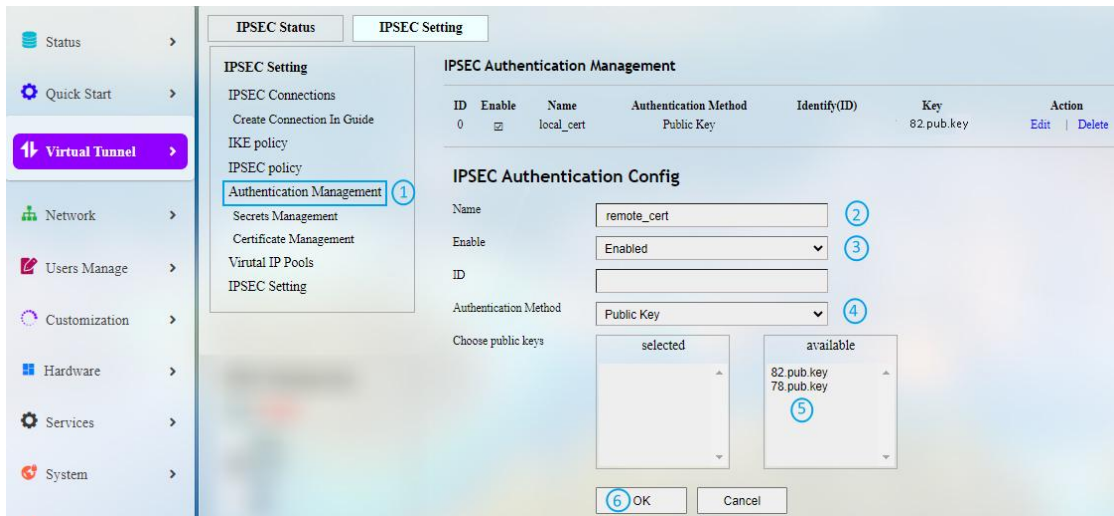 Status
Quick Start
Virtual Tunnel
Network
Users Manage
Customization
Hardware
Services
System
IPSEC Status
IPSEC Setting
IPSEC Setting
IPSEC Connections
Create Connection In Guide
IKE policy
IPSEC policy
Authentication Management 1
Secrets Management
Certificate Management
Virutal IP Pools
IPSEC Setting
IPSEC Authentication Management
ID Enable Name Authentication Method Identify(ID) Key Action
0 local_cert Public Key 82.pub.key Edit | Delete
IPSEC Authentication Config
Name remote_cert 2
Enable Enabled 3
ID
Authentication Method Public Key 4
Choose public keys selected available
82.pub.key
78.pub.key
5
6 OK Cancel